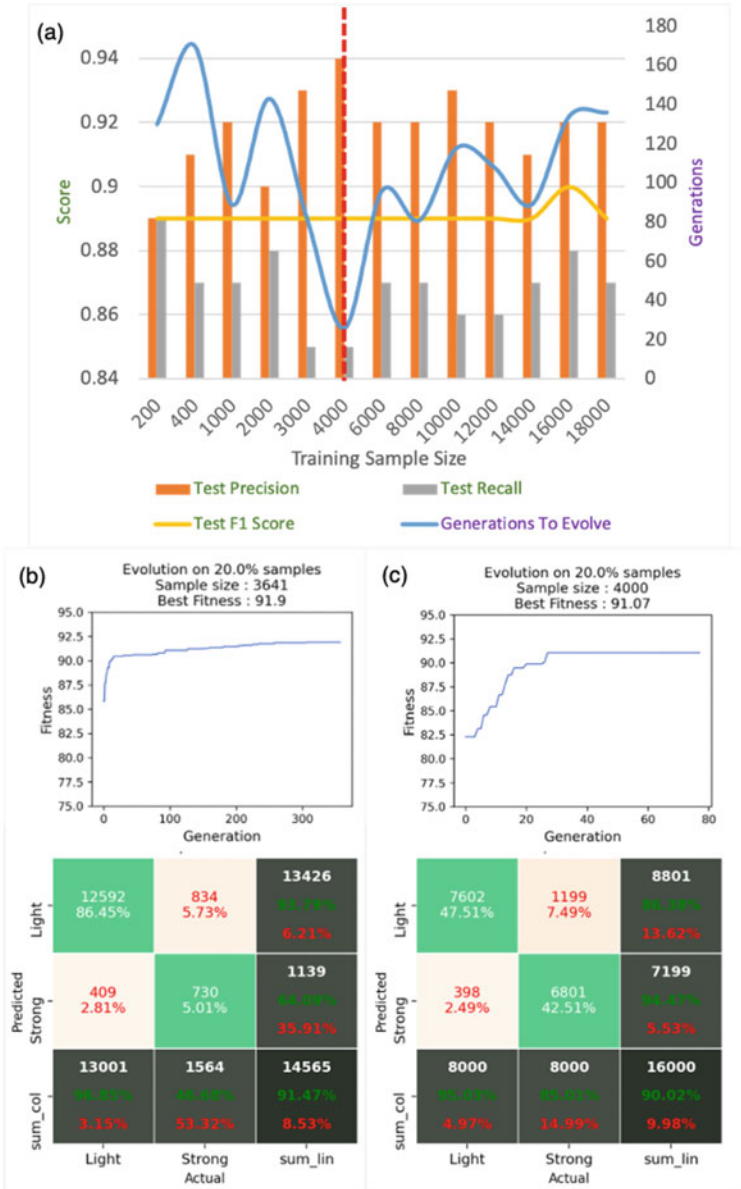 (a)
Score
0.94
0.92
0.9
0.88
0.86
0.84
180
160
140
120
100
80
60
40
20
0
Genrations
200
400
1000
2000
3000
4000
6000
8000
10000
12000
14000
16000
18000
Training Sample Size
Test Precision
Test Recall
Test F1 Score
Generations To Evolve
(b)
Evolution on 20.0% samples
Sample size : 3641
Best Fitness : 91.9
Fitness
95.0
92.5
90.0
87.5
85.0
82.5
80.0
77.5
75.0
0
100
200
300
Generation
Predicted
Light
12592
86.45%
834
5.73%
13426
6.21%
Strong
409
2.81%
730
5.01%
1139
35.91%
sum_col
13001
3.15%
1564
53.32%
14565
91.47%
8.53%
Light
Strong
sum_lin
Actual
(c)
Evolution on 20.0% samples
Sample size : 4000
Best Fitness : 91.07
Fitness
95.0
92.5
90.0
87.5
85.0
82.5
80.0
77.5
75.0
0
20
40
60
80
Generation
Predicted
Light
7602
47.51%
1199
7.49%
8801
13.62%
Strong
398
2.49%
6801
42.51%
7199
5.53%
sum_col
8000
4.97%
8000
14.99%
16000
90.02%
9.98%
Light
Strong
sum_lin
Actual